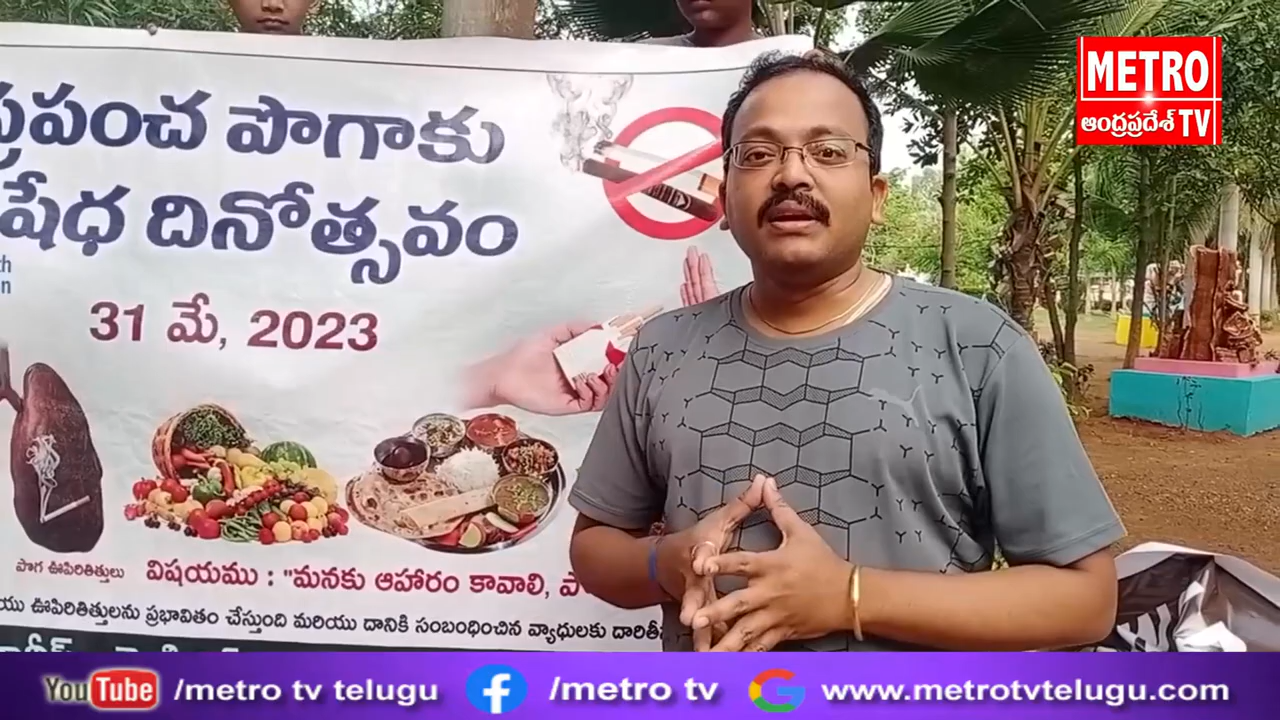 METRO
ఆంధ్రప్రదేశ్ TV
ప్రపంచ పొగాకు
షేధ దినోత్సవం
31 మే, 2023
పొగ ఊపిరితిత్తులు
విషయము : "మనకు ఆహారం కావాలి,
ఊపిరితిత్తులను ప్రభావితం చేస్తుంది మరియు దానికి సంబంధించిన వ్యాధులకు
YouTube /metro tv telugu
/metro tv
www.metrotvtelugu.com